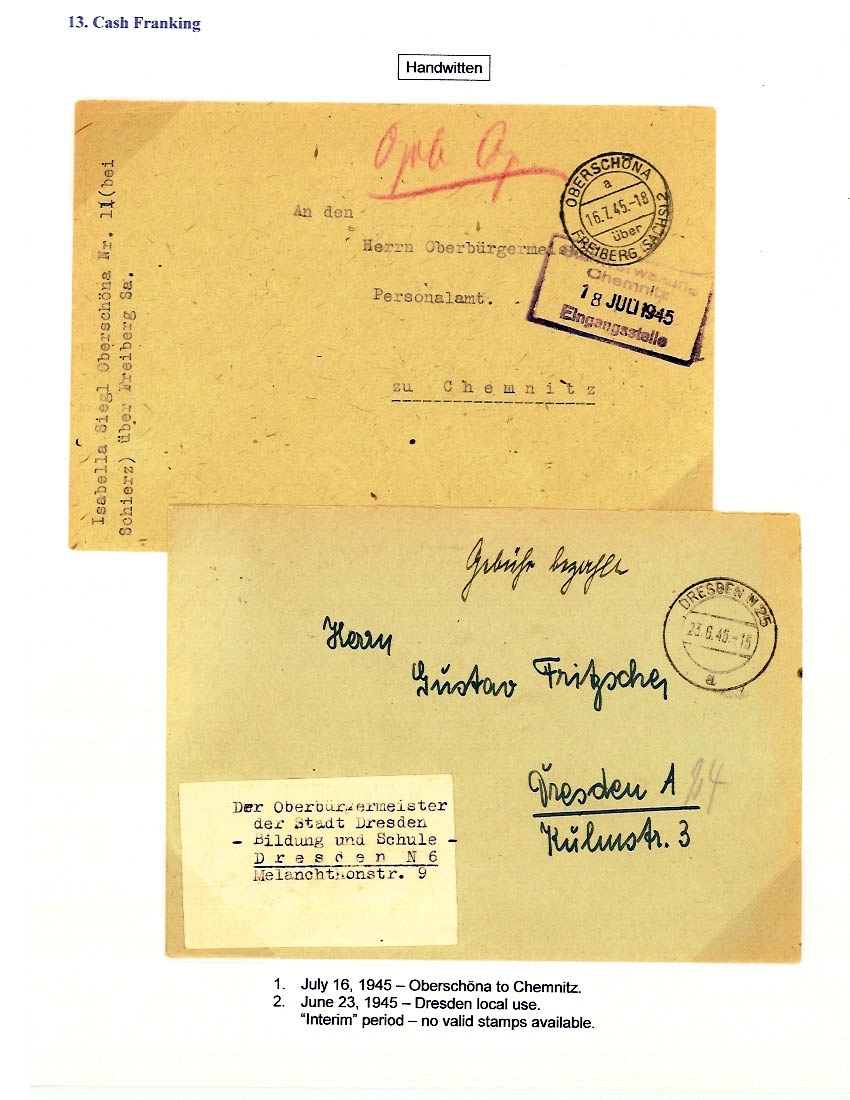 13. Cash Franking
Handwitten
OBERSCHÖNA
a
16.7.45.-18
über
FREIBERG (SACHS) 2
An den
Herrn Oberbürgermeis
Chemnitz
18 JULI 1945
Eingangsstelle
Personalamt.
zu Chemnitz
Isabella Siegl Oberschöna Nr. 11(bei
Schierz) über Freiberg Sa.
Gebühr bezahlt
DRESDEN N 25
23.6.45.-15
a
Herrn
Gustav Fritzsche,
Dresden A 24
Kulmstr. 3
Der Oberbürgermeister
der Stadt Dresden
- Bildung und Schule -
Dresden N 6
Melanchthonstr. 9
1. July 16, 1945 – Oberschöna to Chemnitz.
2. June 23, 1945 – Dresden local use.
“Interim” period – no valid stamps available.